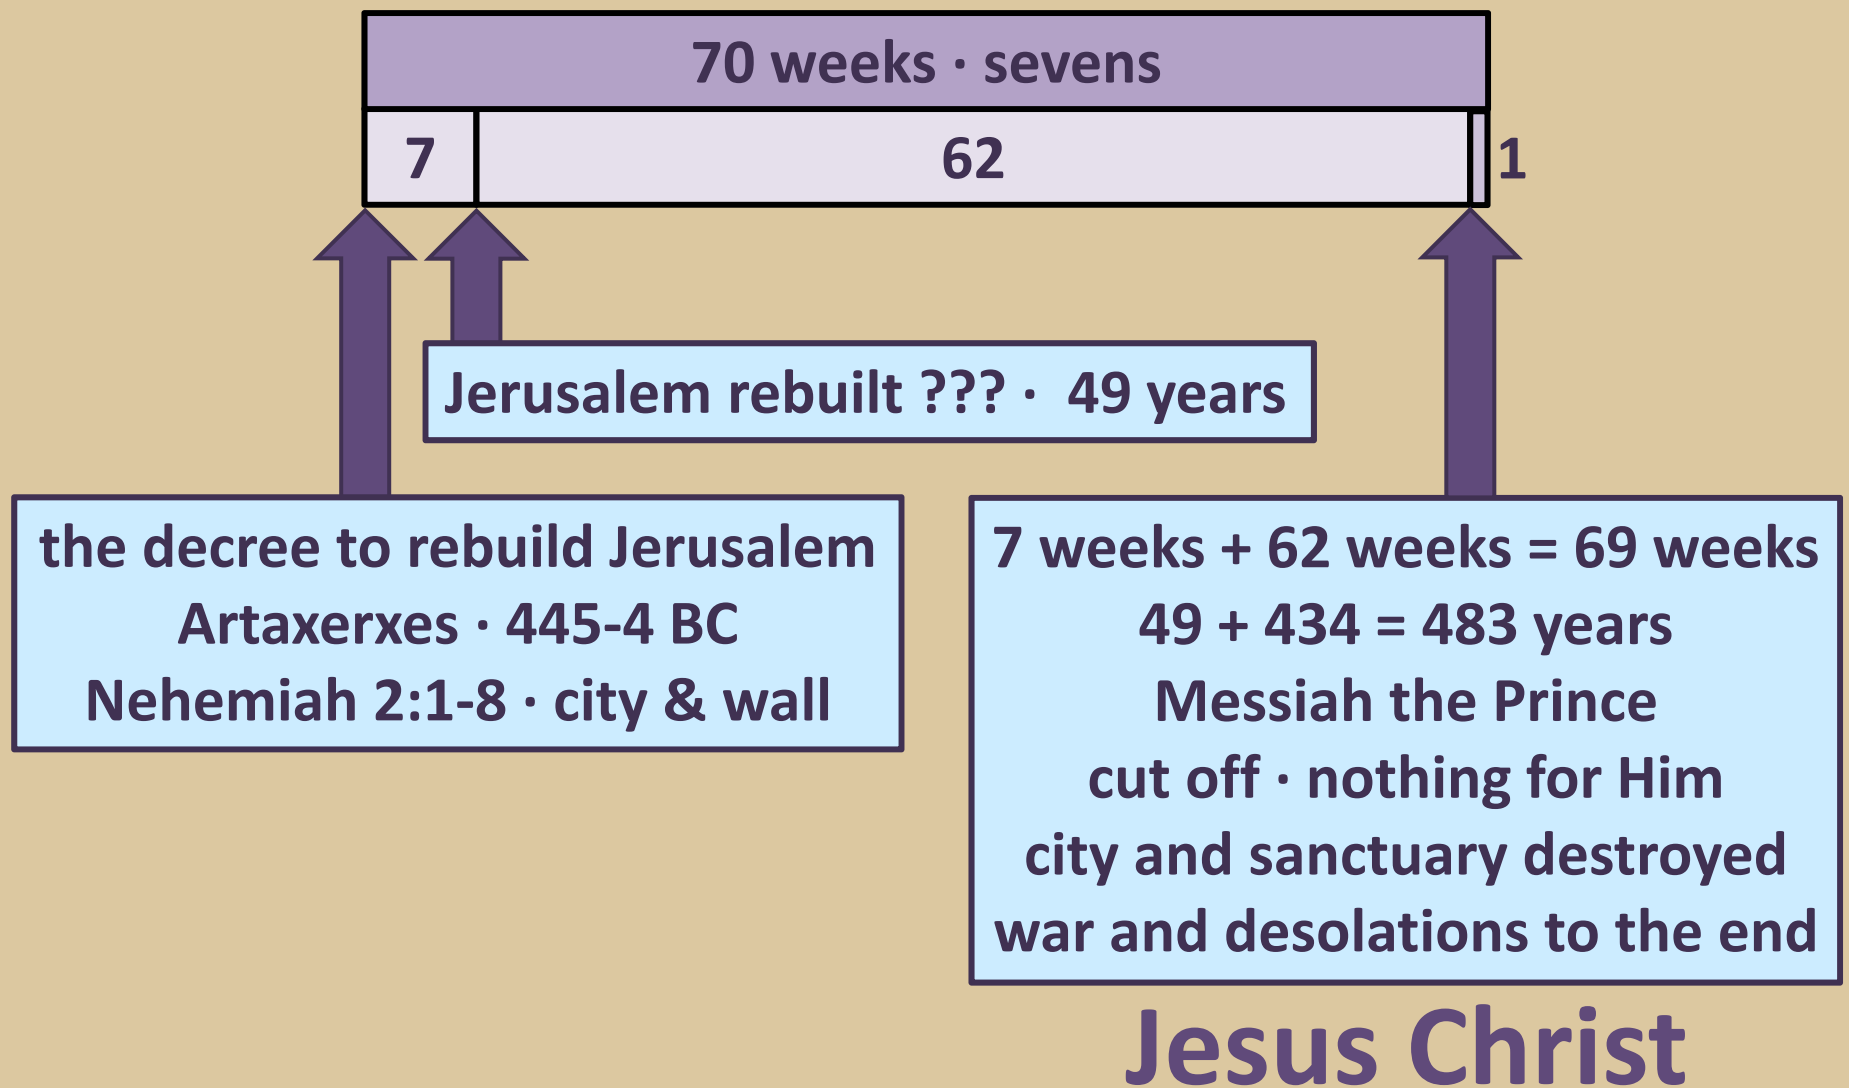 70 weeks · sevens
7
62
1
Jerusalem rebuilt ??? · 49 years
the decree to rebuild Jerusalem
Artaxerxes · 445-4 BC
Nehemiah 2:1-8 · city & wall
7 weeks + 62 weeks = 69 weeks
49 + 434 = 483 years
Messiah the Prince
cut off · nothing for Him
city and sanctuary destroyed
war and desolations to the end
Jesus Christ